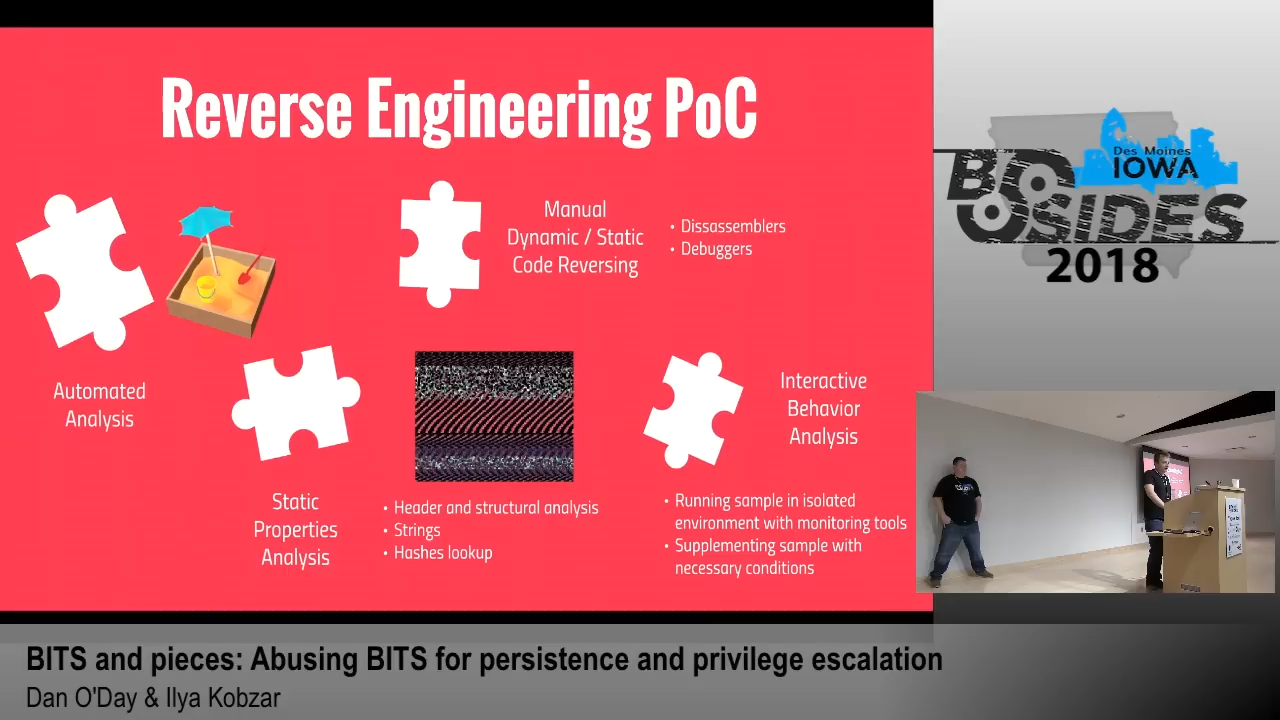 Reverse Engineering PoC
Manual
Dynamic / Static
Code Reversing
• Dissassemblers
• Debuggers
Automated
Analysis
Static
Properties
Analysis
• Header and structural analysis
• Strings
• Hashes lookup
Interactive
Behavior
Analysis
• Running sample in isolated
environment with monitoring tools
• Supplementing sample with
necessary conditions
Des Moines
IOWA
BSIDES
2018
BITS and pieces: Abusing BITS for persistence and privilege escalation
Dan O'Day & Ilya Kobzar